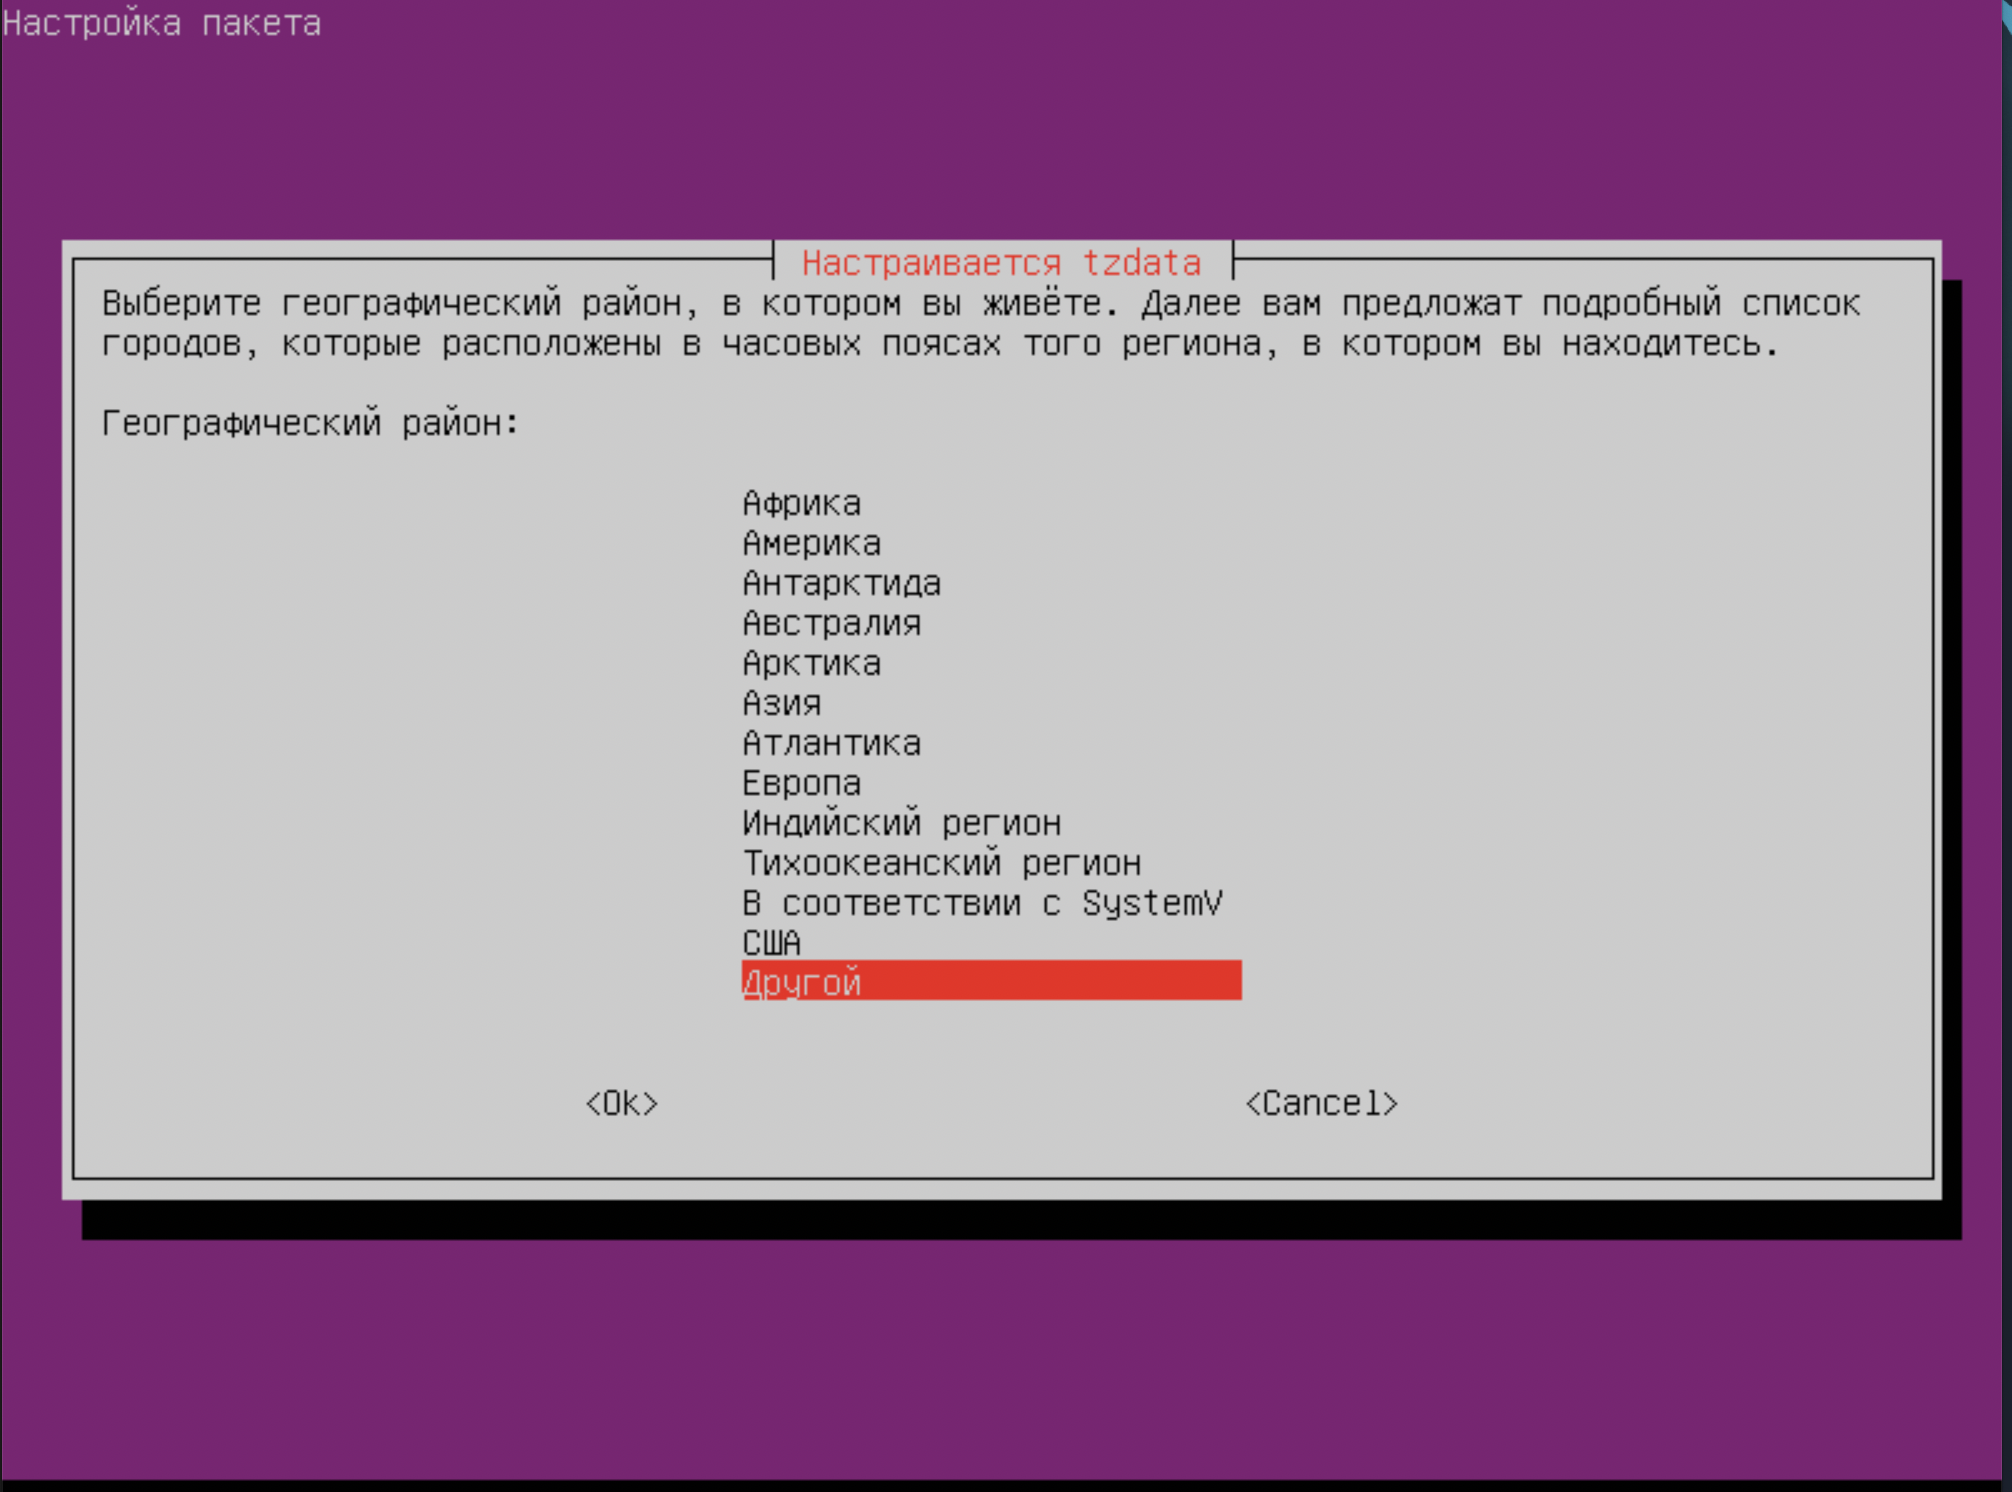 Настройка пакета
Настраивается tzdata
Выберите географический район, в котором вы живёте. Далее вам предложат подробный список
городов, которые расположены в часовых поясах того региона, в котором вы находитесь.
Географический район:
Африка
Америка
Антарктида
Австралия
Арктика
Азия
Атлантика
Европа
Индийский регион
Тихоокеанский регион
В соответствии с SystemV
США
Другой
<Ok> <Cancel>